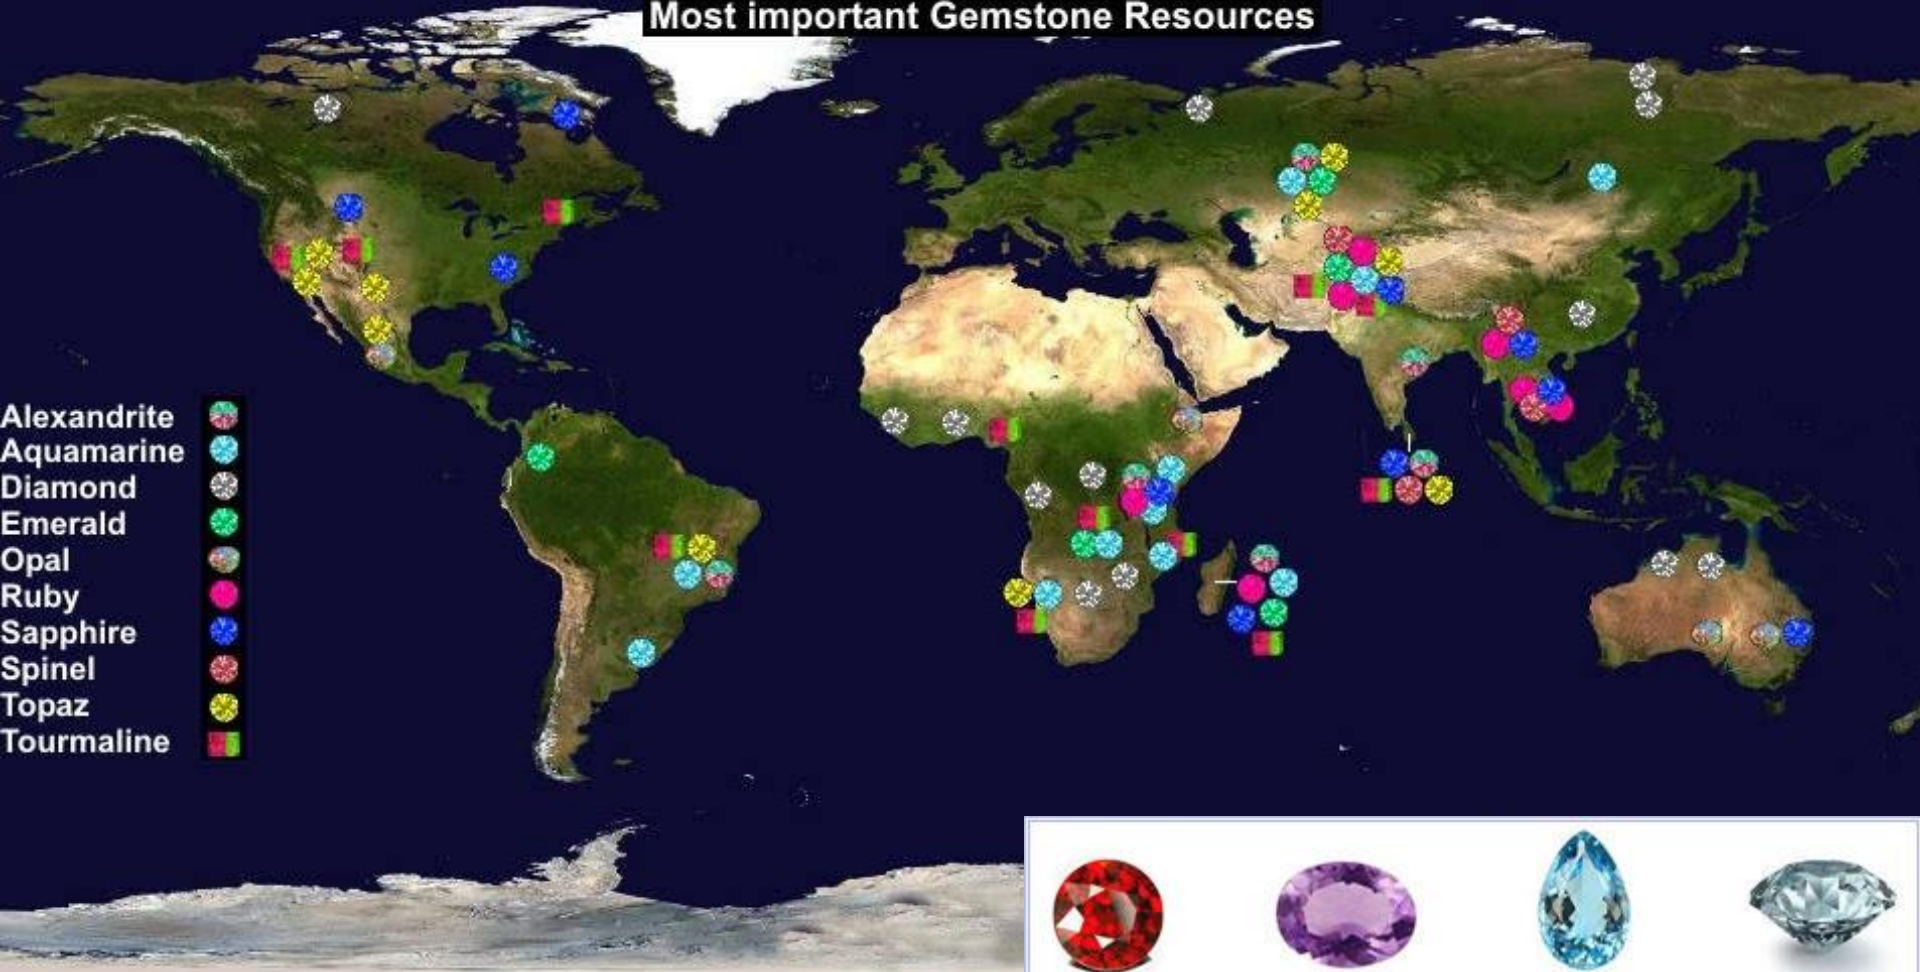 Most important Gemstone Resources
Alexandrite
Aquamarine
Diamond
Emerald
Opal
Ruby
Sapphire
Spinel
Topaz
Tourmaline